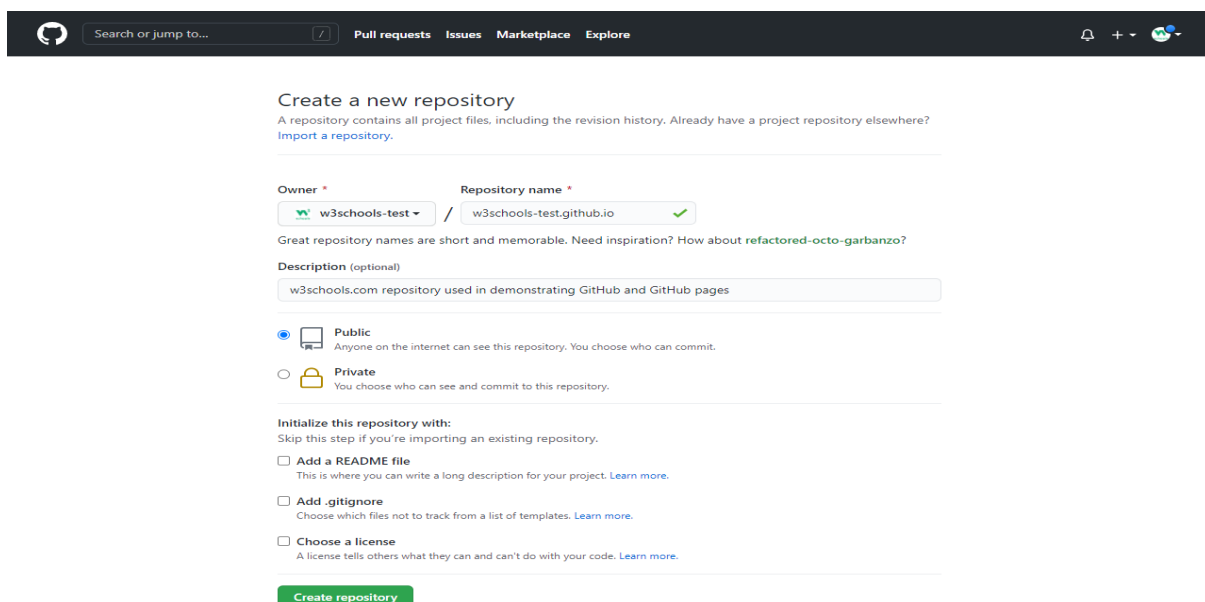 Search or jump to... /
Pull requests Issues Marketplace Explore
Create a new repository
A repository contains all project files, including the revision history. Already have a project repository elsewhere?
Import a repository.
Owner * Repository name *
w3schools-test / w3schools-test.github.io
Great repository names are short and memorable. Need inspiration? How about refactored-octo-garbanzo?
Description (optional)
w3schools.com repository used in demonstrating GitHub and GitHub pages
Public
Anyone on the internet can see this repository. You choose who can commit.
Private
You choose who can see and commit to this repository.
Initialize this repository with:
Skip this step if you're importing an existing repository.
Add a README file
This is where you can write a long description for your project. Learn more.
Add .gitignore
Choose which files not to track from a list of templates. Learn more.
Choose a license
A license tells others what they can and can't do with your code. Learn more.
Create repository